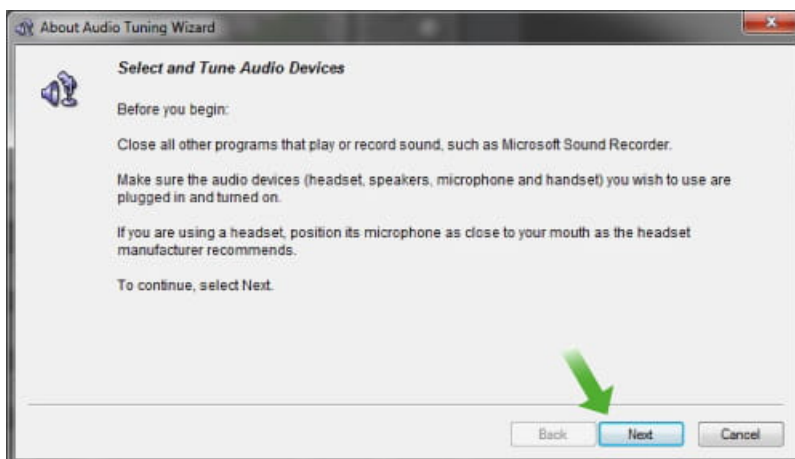 About Audio Tuning Wizard
Select and Tune Audio Devices
Before you begin:
Close all other programs that play or record sound, such as Microsoft Sound Recorder.
Make sure the audio devices (headset, speakers, microphone and handset) you wish to use are
plugged in and turned on.
If you are using a headset, position its microphone as close to your mouth as the headset
manufacturer recommends.
To continue, select Next.
Back Next Cancel